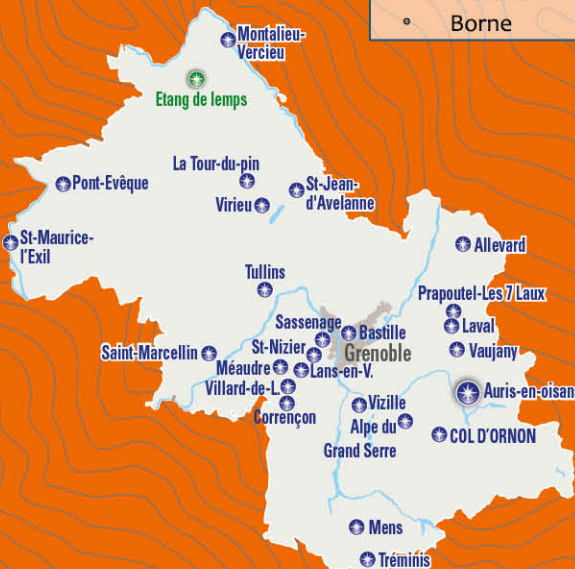 Borne
Montalieu-
Vercieu
Etang de lemps
La Tour-du-pin
Pont-Evêque
St-Jean-
d'Avelanne
Virieu
St-Maurice-
l'Exil
Allevard
Tullins
Prapoutel-Les 7 Laux
Sassenage
Bastille
Laval
St-Nizier
Grenoble
Vaujany
Saint-Marcellin
Méaudre
Lans-en-V.
Villard-de-L.
Auris-en-oisan
Corrençon
Vizille
Alpe du
Grand Serre
COL D'ORNON
Mens
Tréminis